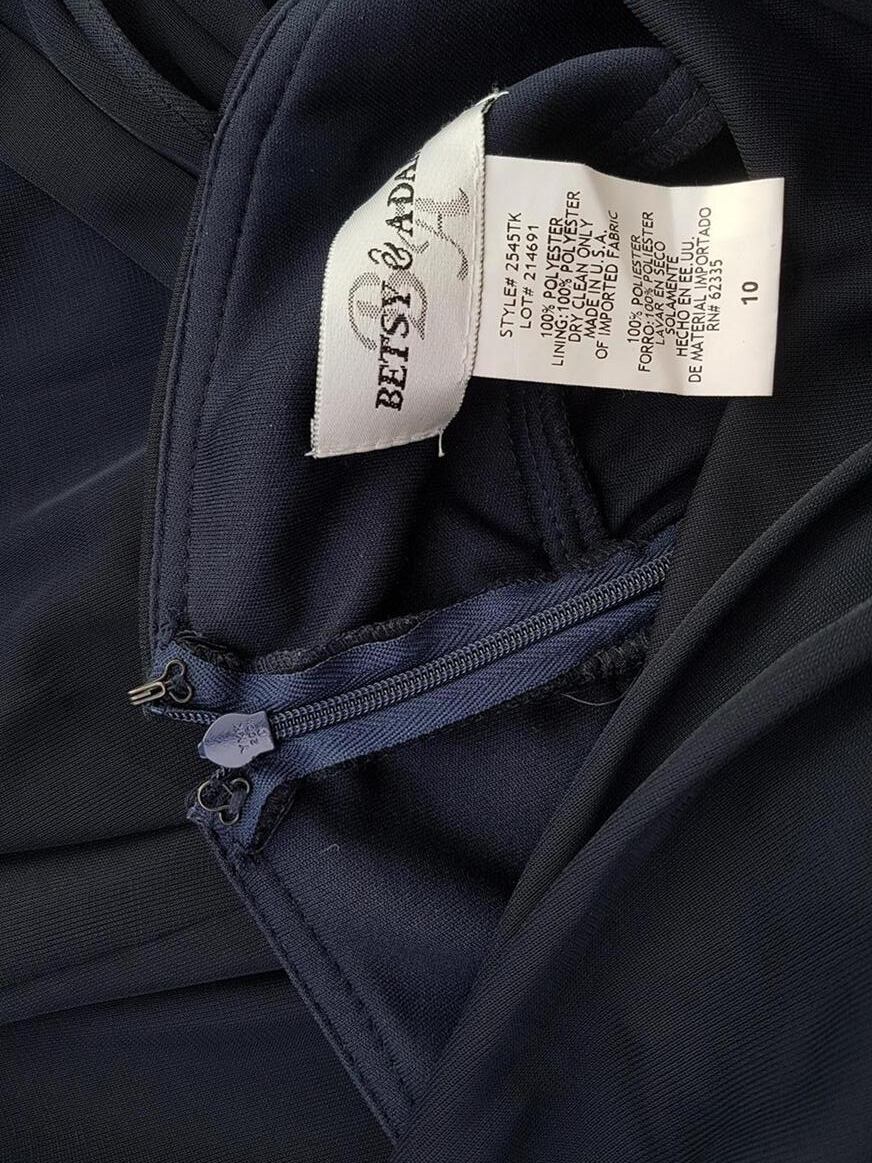 BETSY & ADA
BA
STYLE# 2545TK
LOT# 214691
100% POLYESTER
LINING: 100% POLYESTER
DRY CLEAN ONLY
MADE IN U.S.A.
OF IMPORTED FABRIC
100% POLIESTER
FORRO: 100% POLIESTER
LAVAR EN SECO
SOLAMENTE
HECHO EN EE.UU.
DE MATERIAL IMPORTADO
RN# 62335
10
YKK